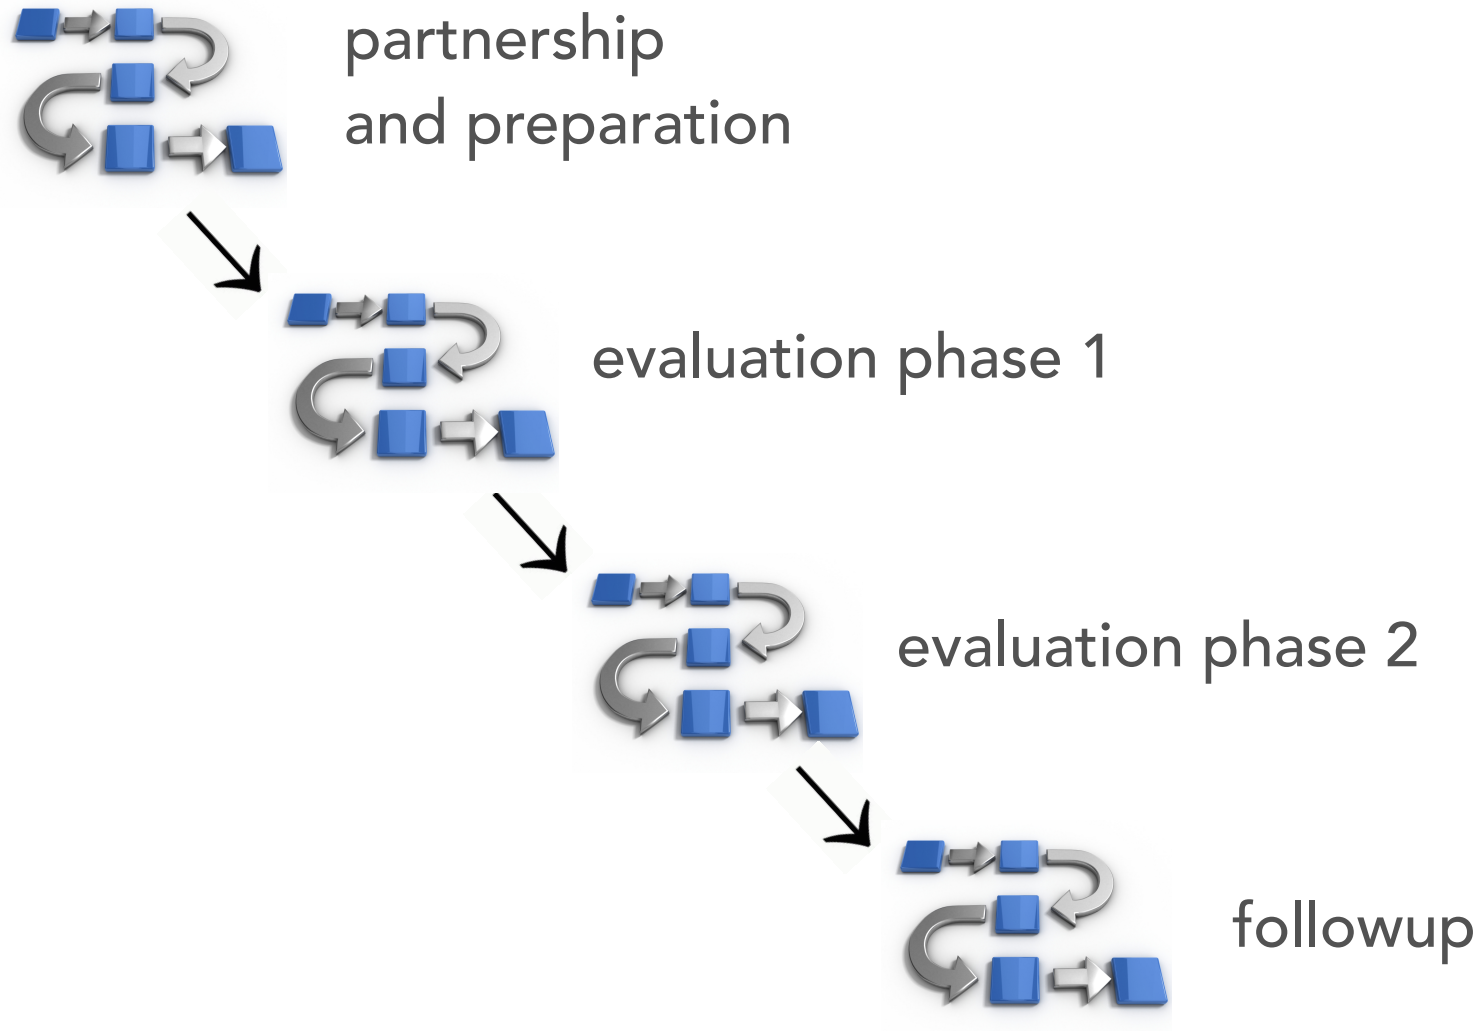 partnership
and preparation
evaluation phase 1
evaluation phase 2
followup